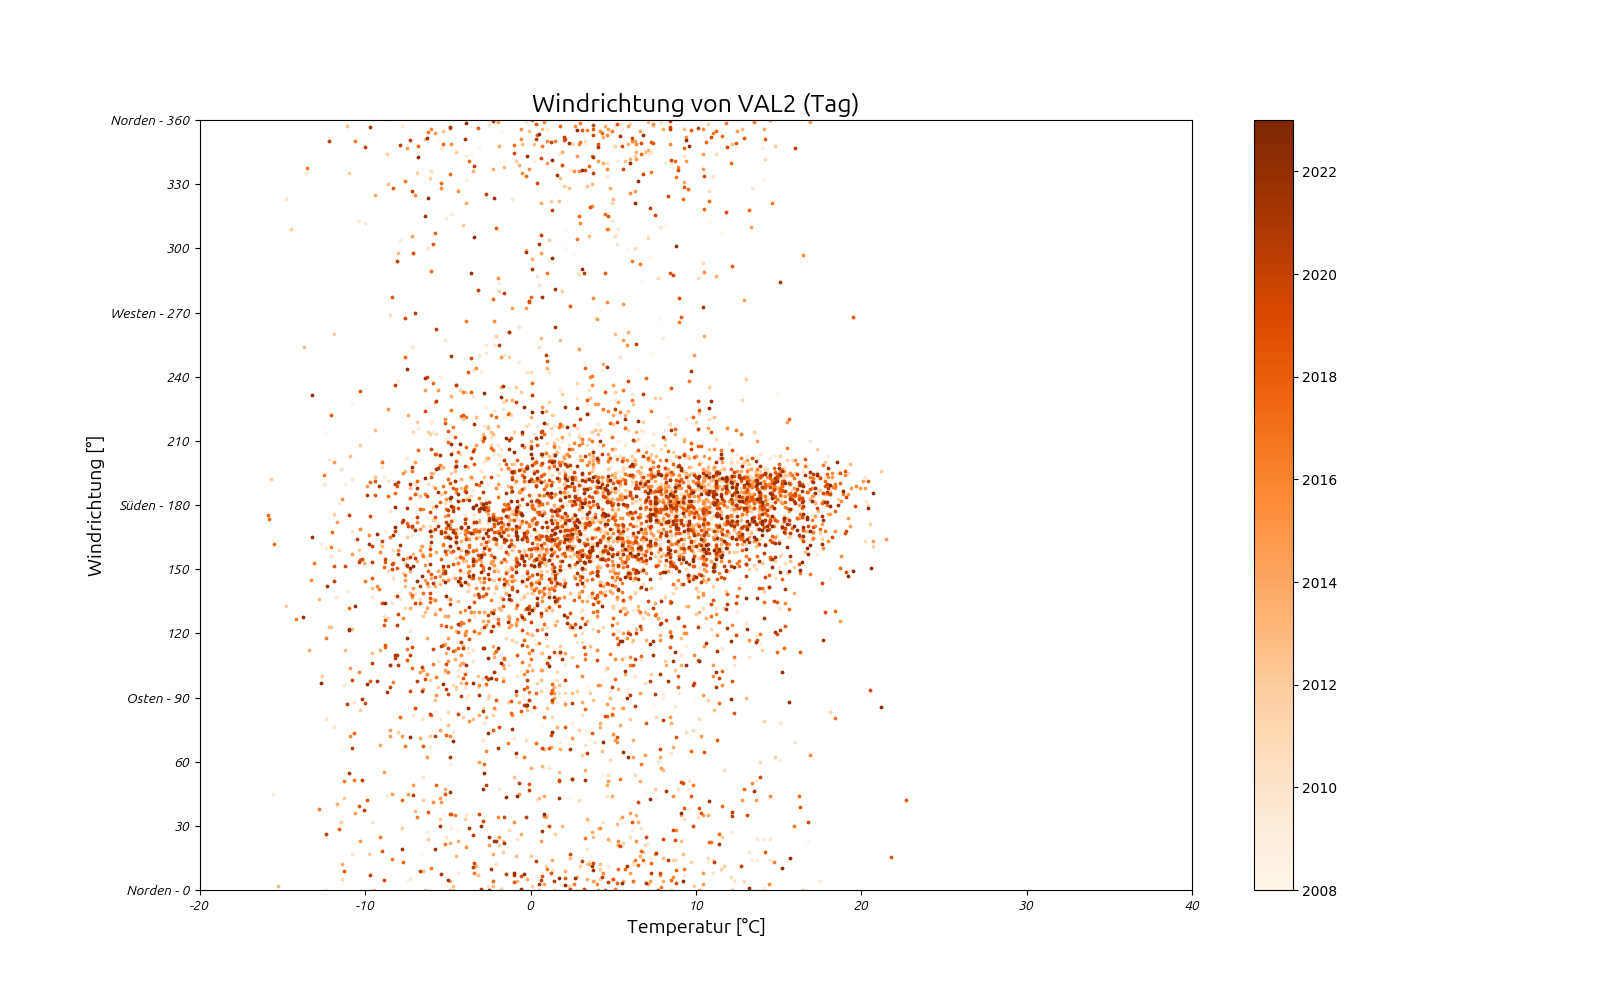 Windrichtung von VAL2 (Tag)
Norden - 360
330
300
Westen - 270
240
210
Süden - 180
150
120
Osten - 90
60
30
Norden - 0
Windrichtung [°]
-20
-10
0
10
20
30
40
Temperatur [°C]
2022
2020
2018
2016
2014
2012
2010
2008